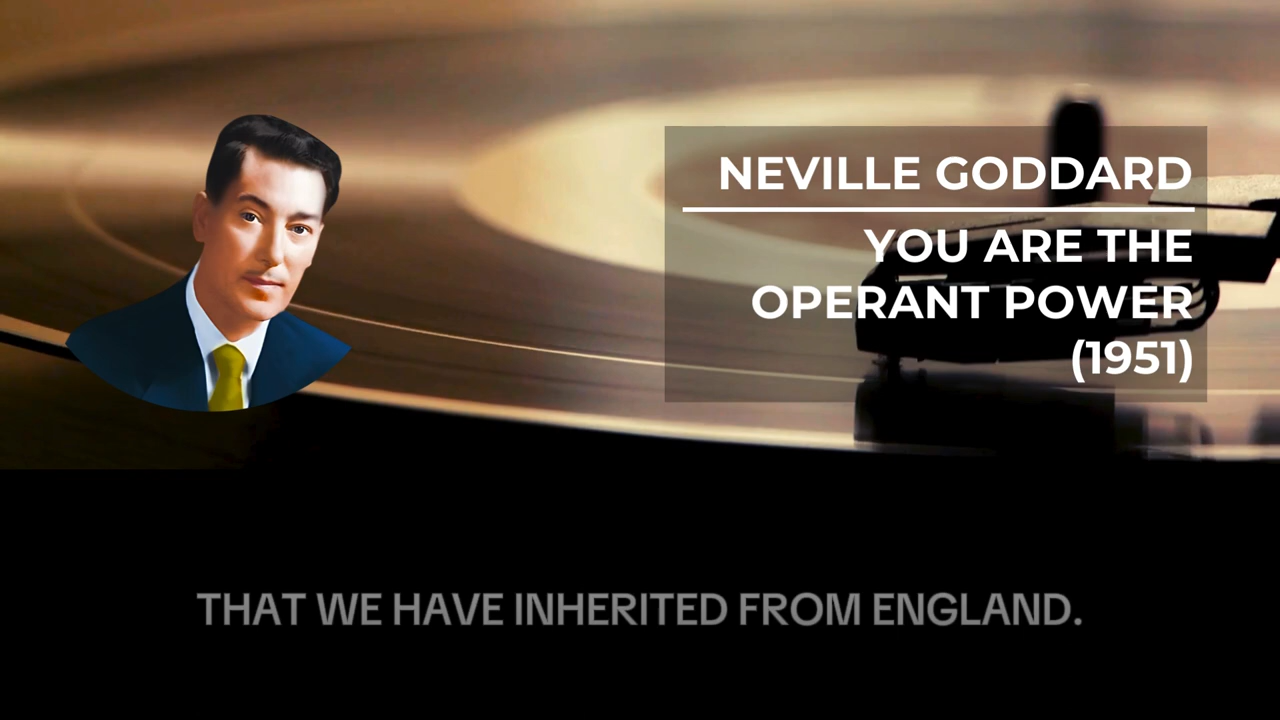 NEVILLE GODDARD
YOU ARE THE
OPERANT POWER
(1951)
THAT WE HAVE INHERITED FROM ENGLAND.